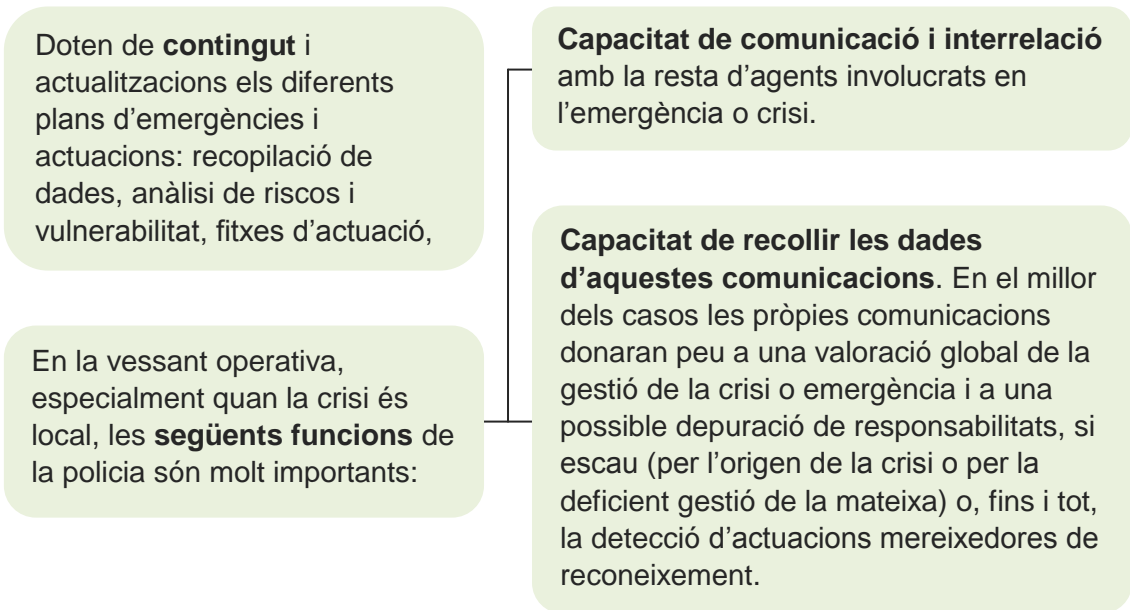 Doten de contingut i
actualitzacions els diferents
plans d'emergències i
actuacions: recopilació de
dades, anàlisi de riscos i
vulnerabilitat, fitxes d'actuació,
En la vessant operativa,
especialment quan la crisi és
local, les següents funcions de
la policia són molt importants:
Capacitat de comunicació i interrelació
amb la resta d'agents involucrats en
l'emergència o crisi.
Capacitat de recollir les dades
d'aquestes comunicacions. En el millor
dels casos les pròpies comunicacions
donaran peu a una valoració global de la
gestió de la crisi o emergència i a una
possible depuració de responsabilitats, si
escau (per l'origen de la crisi o per la
deficient gestió de la mateixa) o, fins i tot,
la detecció d'actuacions mereixedores de
reconeixement.